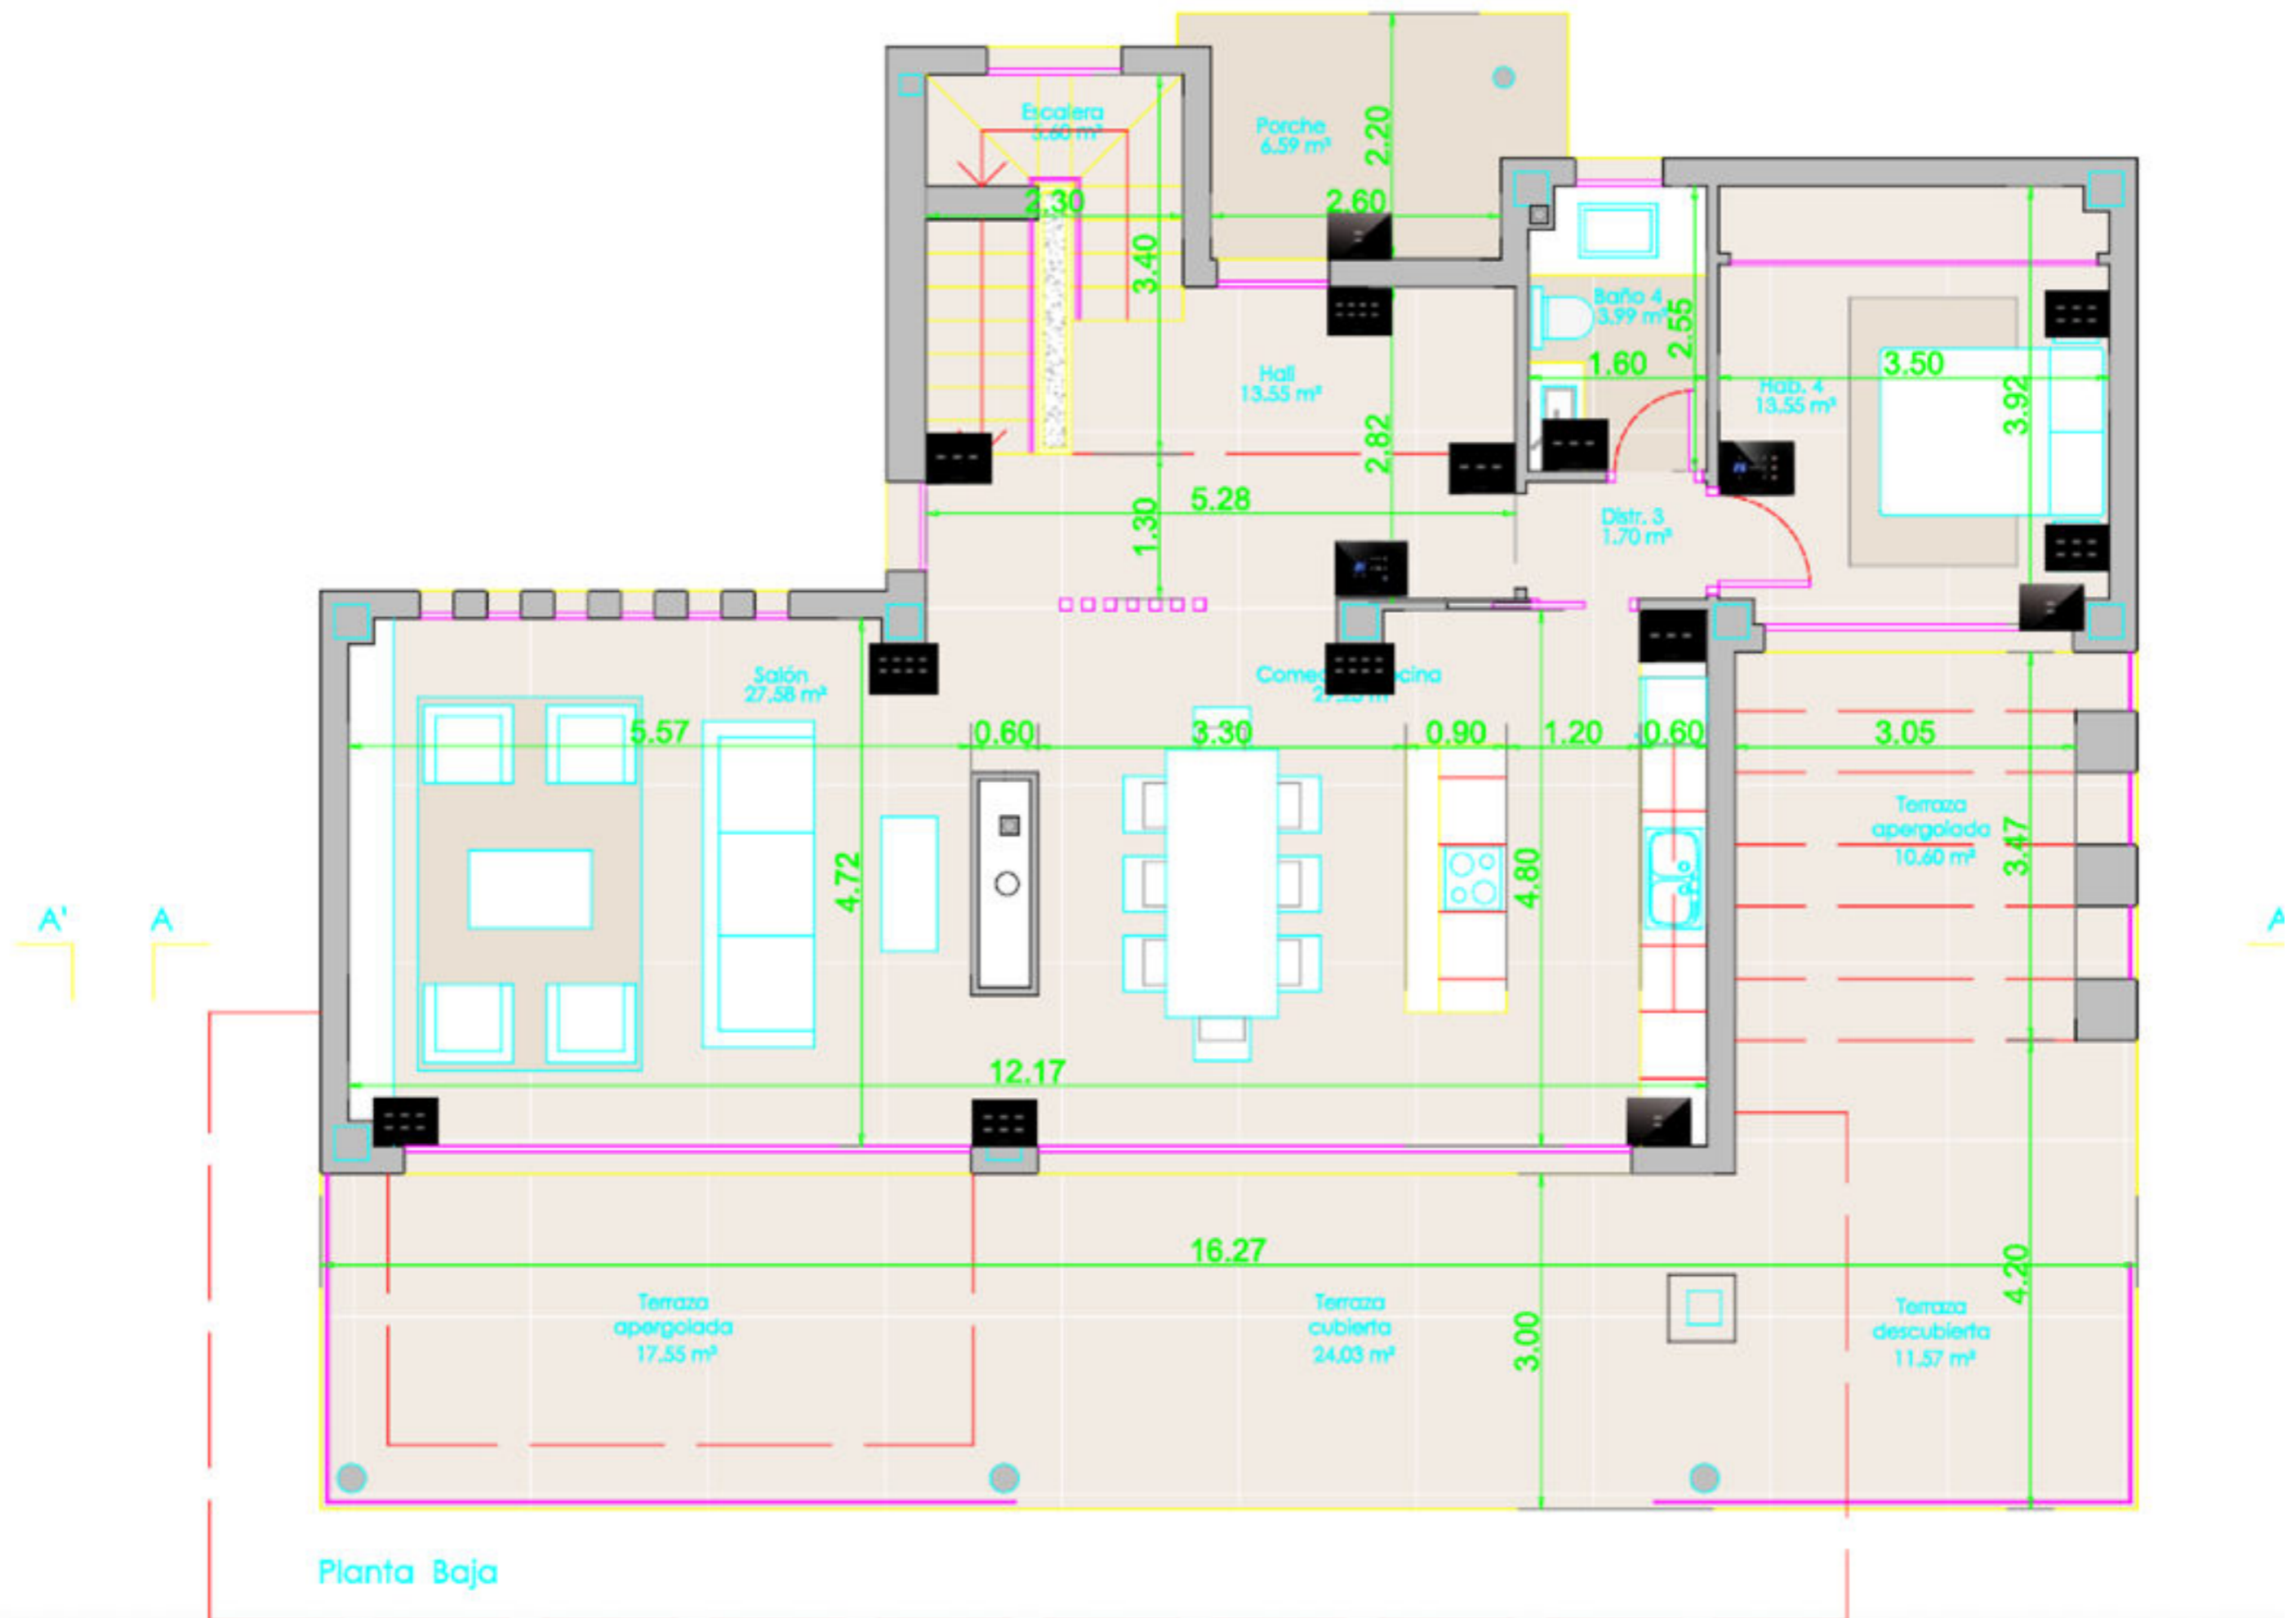 Escalera
5.60 m²
Porche
6.59 m²
2.20
2.30
2.60
3.40
Baño 4
3.99 m²
2.55
1.60
Hall
13.55 m²
3.50
Hab. 4
13.55 m²
3.92
2.82
5.28
1.30
Distr. 3
1.70 m²
Salón
27.58 m²
5.57
0.60
3.30
0.90
1.20
0.60
3.05
Terraza
apergolada
10.60 m²
3.47
4.72
4.80
A'
A
A
12.17
16.27
4.20
Terraza
apergolada
17.55 m²
Terraza
cubierta
24.03 m²
3.00
Terraza
descubierta
11.57 m²
Planta Baja